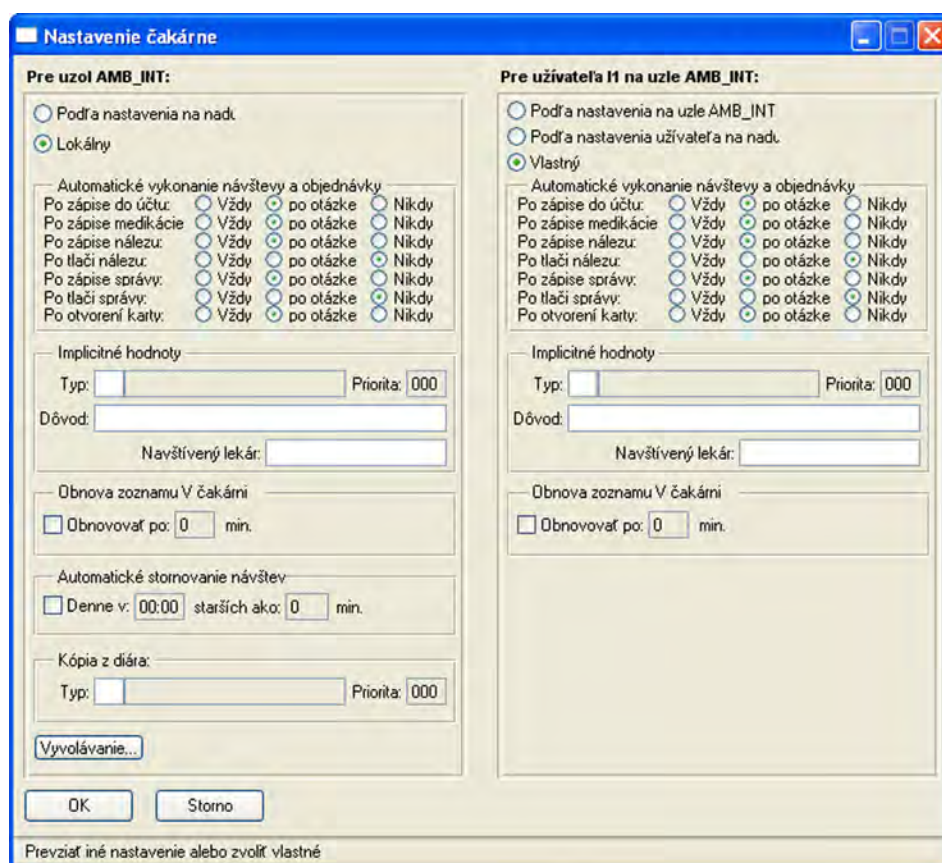 Nastavenie čakárne
Pre uzol AMB_INT:
Podľa nastavenia na nadı.
Lokálny
Automatické vykonanie návštevy a objednávky
Po zápise do účtu: Vždy po otázke Nikdy
Po zápise medikácie Vždy po otázke Nikdy
Po zápise nálezu: Vždy po otázke Nikdy
Po tlači nálezu: Vždy po otázke Nikdy
Po zápise správy: Vždy po otázke Nikdy
Po tlači správy: Vždy po otázke Nikdy
Po otvorení karty: Vždy po otázke Nikdy
Implicitné hodnoty
Typ: Priorita: 000
Dôvod:
Navštívený lekár:
Obnova zoznamu V čakárni
Obnovovať po: 0 min.
Automatické stornovanie návštev
Denne v: 00:00 starších ako: 0 min.
Kópia z diára:
Typ: Priorita: 000
Vyvolávanie...
Pre užívateľa I1 na uzle AMB_INT:
Podľa nastavenia na uzle AMB_INT
Podľa nastavenia užívateľa na nadı.
Vlastný
Automatické vykonanie návštevy a objednávky
Po zápise do účtu: Vždy po otázke Nikdy
Po zápise medikácie Vždy po otázke Nikdy
Po zápise nálezu: Vždy po otázke Nikdy
Po tlači nálezu: Vždy po otázke Nikdy
Po zápise správy: Vždy po otázke Nikdy
Po tlači správy: Vždy po otázke Nikdy
Po otvorení karty: Vždy po otázke Nikdy
Implicitné hodnoty
Typ: Priorita: 000
Dôvod:
Navštívený lekár:
Obnova zoznamu V čakárni
Obnovovať po: 0 min.
OK Storno
Prevziať iné nastavenie alebo zvoliť vlastné